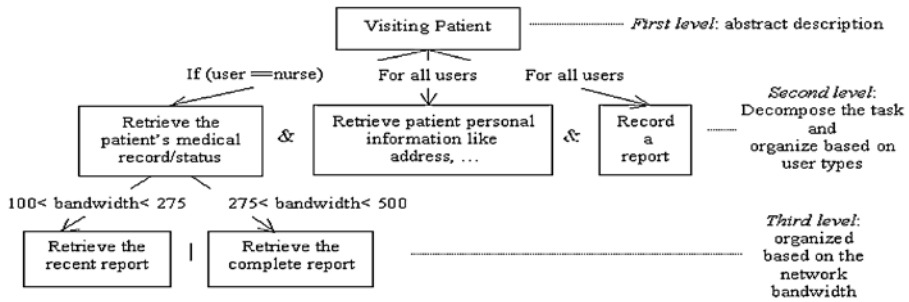 Visiting Patient
First level: abstract description
If (user ==nurse)
For all users
For all users
Retrieve the
patient's medical
record/status
&
Retrieve patient personal
information like
address, ...
&
Record
a
report
Second level:
Decompose the task
and
organize based on
user types
100< bandwidth< 275
275< bandwidth< 500
Retrieve the
recent report
|
Retrieve the
complete report
Third level:
organized
based on the
network
bandwidth